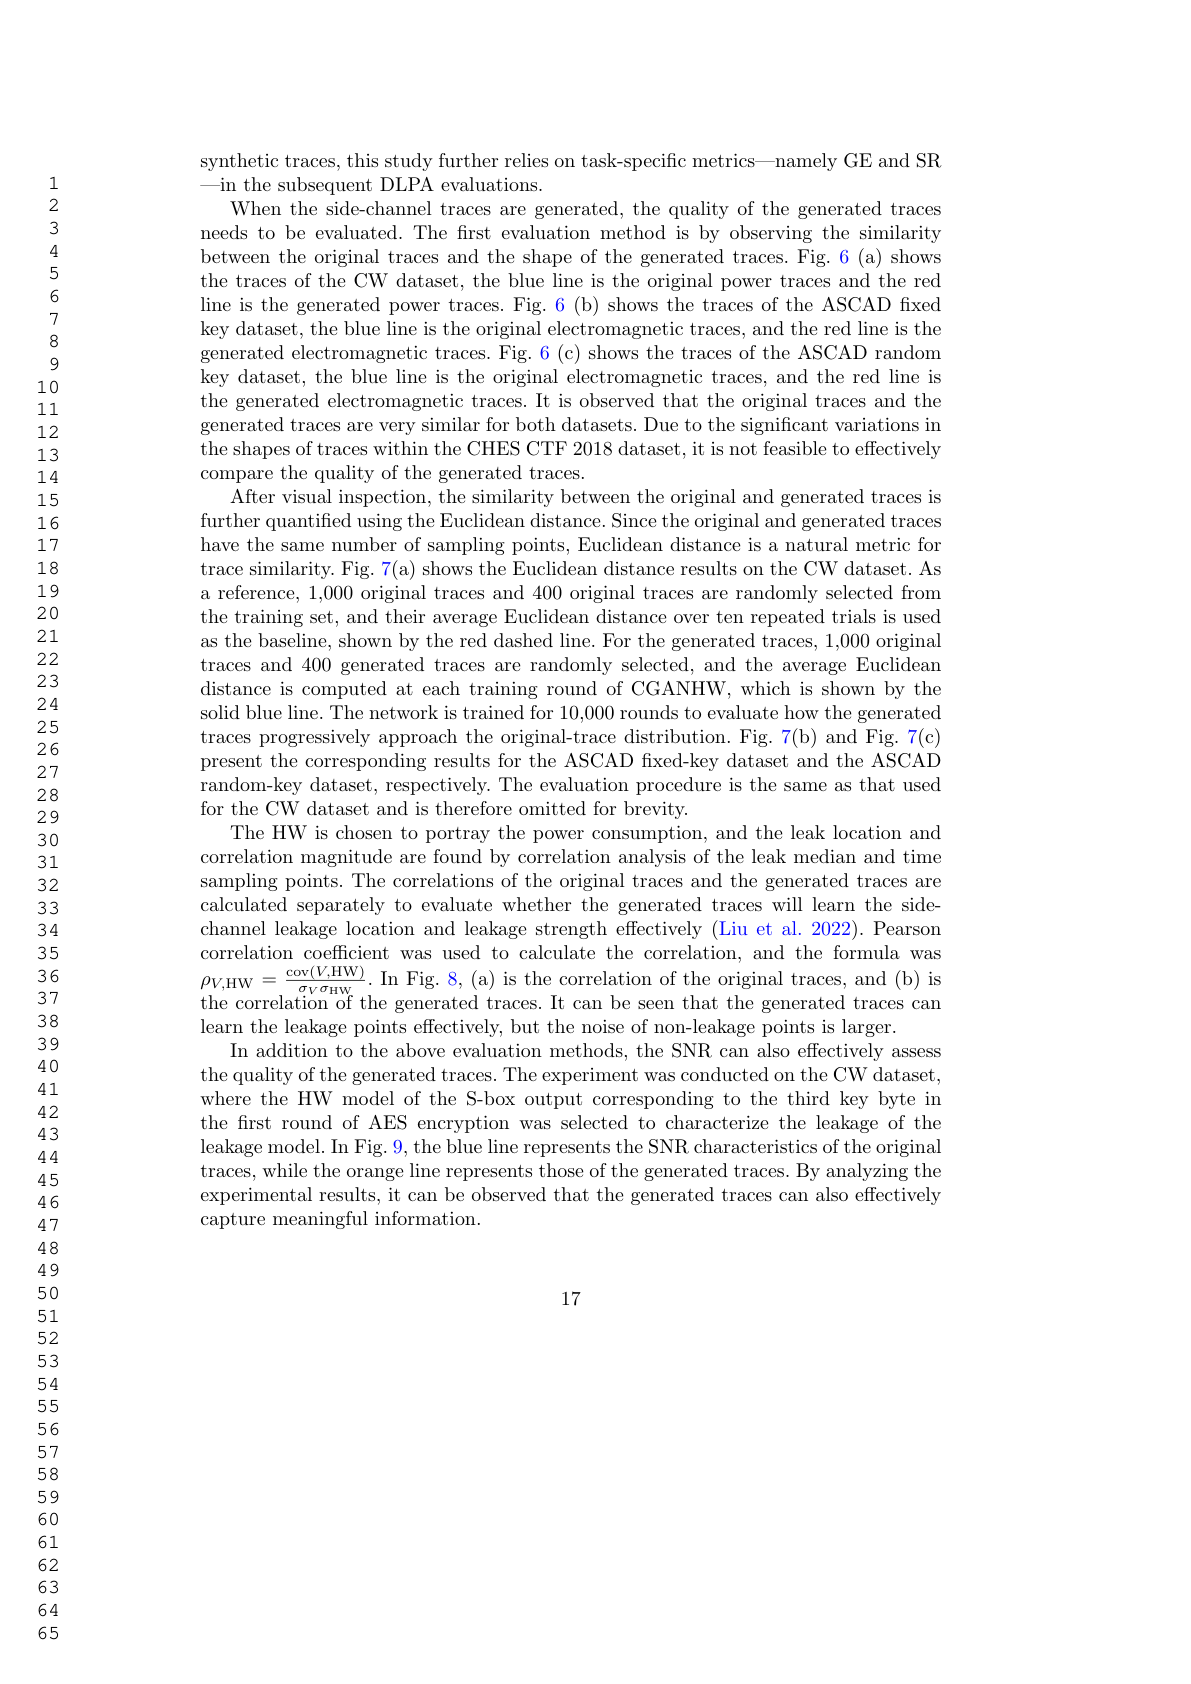 synthetic traces, this study further relies on task-specific metrics—namely GE and SR
—in the subsequent DLPA evaluations.
When the side-channel traces are generated, the quality of the generated traces
needs to be evaluated. The first evaluation method is by observing the similarity
between the original traces and the shape of the generated traces. Fig. 6 (a) shows
the traces of the CW dataset, the blue line is the original power traces and the red
line is the generated power traces. Fig. 6 (b) shows the traces of the ASCAD fixed
key dataset, the blue line is the original electromagnetic traces, and the red line is the
generated electromagnetic traces. Fig. 6 (c) shows the traces of the ASCAD random
key dataset, the blue line is the original electromagnetic traces, and the red line is
the generated electromagnetic traces. It is observed that the original traces and the
generated traces are very similar for both datasets. Due to the significant variations in
the shapes of traces within the CHES CTF 2018 dataset, it is not feasible to effectively
compare the quality of the generated traces.
After visual inspection, the similarity between the original and generated traces is
further quantified using the Euclidean distance. Since the original and generated traces
have the same number of sampling points, Euclidean distance is a natural metric for
trace similarity. Fig. 7(a) shows the Euclidean distance results on the CW dataset. As
a reference, 1,000 original traces and 400 original traces are randomly selected from
the training set, and their average Euclidean distance over ten repeated trials is used
as the baseline, shown by the red dashed line. For the generated traces, 1,000 original
traces and 400 generated traces are randomly selected, and the average Euclidean
distance is computed at each training round of CGANHW, which is shown by the
solid blue line. The network is trained for 10,000 rounds to evaluate how the generated
traces progressively approach the original-trace distribution. Fig. 7(b) and Fig. 7(c)
present the corresponding results for the ASCAD fixed-key dataset and the ASCAD
random-key dataset, respectively. The evaluation procedure is the same as that used
for the CW dataset and is therefore omitted for brevity.
The HW is chosen to portray the power consumption, and the leak location and
correlation magnitude are found by correlation analysis of the leak median and time
sampling points. The correlations of the original traces and the generated traces are
calculated separately to evaluate whether the generated traces will learn the side-
channel leakage location and leakage strength effectively (Liu et al. 2022). Pearson
correlation coefficient was used to calculate the correlation, and the formula was
ρV,HW = cov(V,HW)/σVσHW. In Fig. 8, (a) is the correlation of the original traces, and (b) is
the correlation of the generated traces. It can be seen that the generated traces can
learn the leakage points effectively, but the noise of non-leakage points is larger.
In addition to the above evaluation methods, the SNR can also effectively assess
the quality of the generated traces. The experiment was conducted on the CW dataset,
where the HW model of the S-box output corresponding to the third key byte in
the first round of AES encryption was selected to characterize the leakage of the
leakage model. In Fig. 9, the blue line represents the SNR characteristics of the original
traces, while the orange line represents those of the generated traces. By analyzing the
experimental results, it can be observed that the generated traces can also effectively
capture meaningful information.
17
1
2
3
4
5
6
7
8
9
10
11
12
13
14
15
16
17
18
19
20
21
22
23
24
25
26
27
28
29
30
31
32
33
34
35
36
37
38
39
40
41
42
43
44
45
46
47
48
49
50
51
52
53
54
55
56
57
58
59
60
61
62
63
64
65